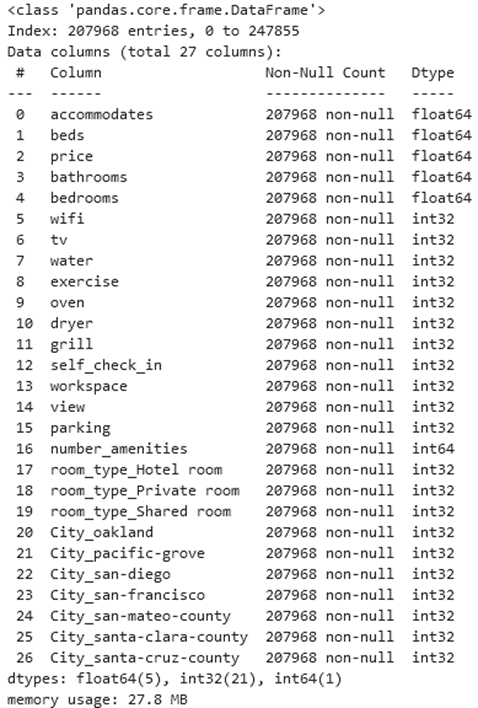 <class 'pandas.core.frame.DataFrame'>
Index: 207968 entries, 0 to 247855
Data columns (total 27 columns):
 #   Column                    Non-Null Count   Dtype
---  ------                    --------------   -----
 0   accommodates              207968 non-null  float64
 1   beds                      207968 non-null  float64
 2   price                     207968 non-null  float64
 3   bathrooms                 207968 non-null  float64
 4   bedrooms                  207968 non-null  float64
 5   wifi                      207968 non-null  int32
 6   tv                        207968 non-null  int32
 7   water                     207968 non-null  int32
 8   exercise                  207968 non-null  int32
 9   oven                      207968 non-null  int32
 10  dryer                     207968 non-null  int32
 11  grill                     207968 non-null  int32
 12  self_check_in             207968 non-null  int32
 13  workspace                 207968 non-null  int32
 14  view                      207968 non-null  int32
 15  parking                   207968 non-null  int32
 16  number_amenities          207968 non-null  int64
 17  room_type_Hotel room      207968 non-null  int32
 18  room_type_Private room    207968 non-null  int32
 19  room_type_Shared room     207968 non-null  int32
 20  City_oakland              207968 non-null  int32
 21  City_pacific-grove        207968 non-null  int32
 22  City_san-diego            207968 non-null  int32
 23  City_san-francisco        207968 non-null  int32
 24  City_san-mateo-county     207968 non-null  int32
 25  City_santa-clara-county   207968 non-null  int32
 26  City_santa-cruz-county    207968 non-null  int32
dtypes: float64(5), int32(21), int64(1)
memory usage: 27.8 MB